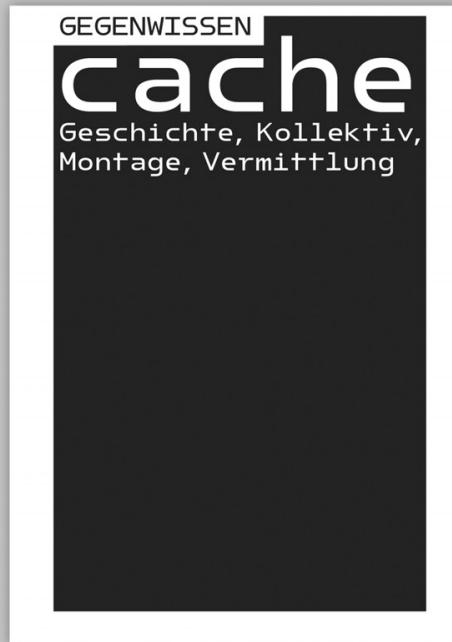 GEGENWISSEN
cache
Geschichte, Kollektiv,
Montage, Vermittlung